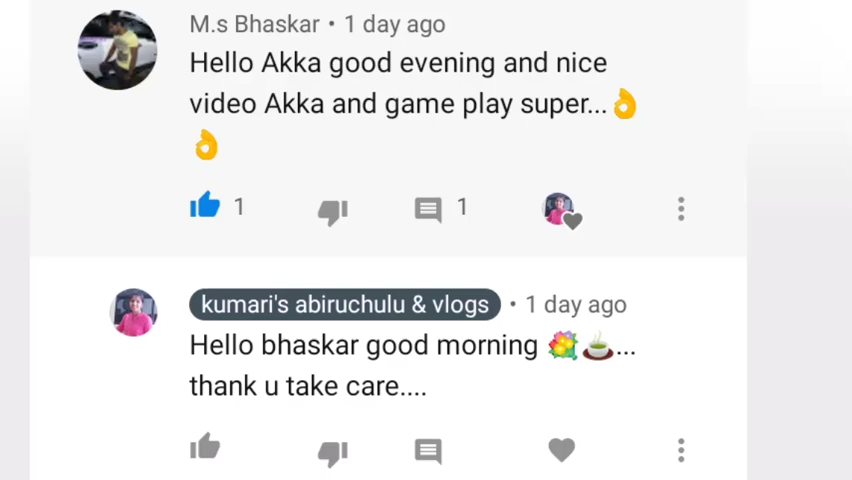 M.s Bhaskar • 1 day ago
Hello Akka good evening and nice
video Akka and game play super...👌
👌
1
1
kumari's abiruchulu & vlogs • 1 day ago
Hello bhaskar good morning 💐🍵...
thank u take care....